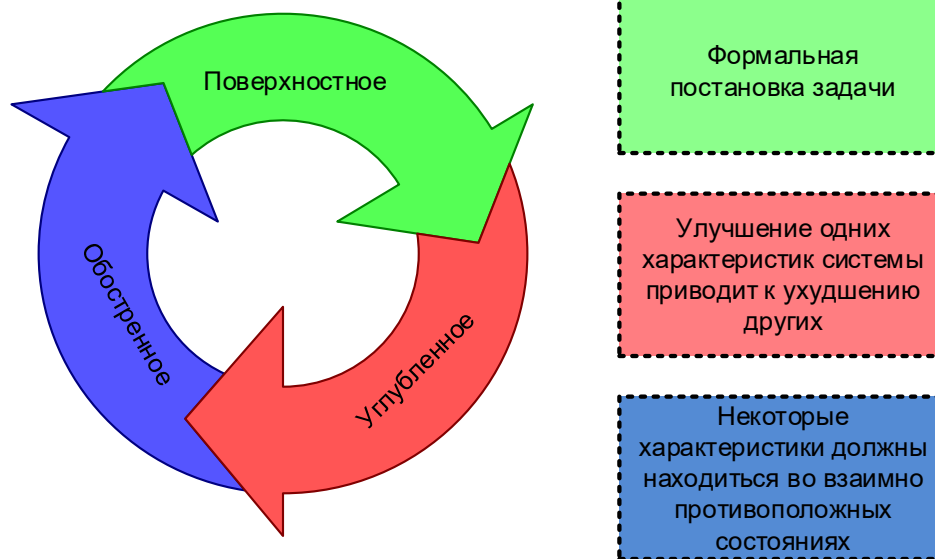 Поверхностное
Углубленное
Обостренное
Формальная
постановка задачи
Улучшение одних
характеристик системы
приводит к ухудшению
других
Некоторые
характеристики должны
находиться во взаимно
противоположных
состояниях